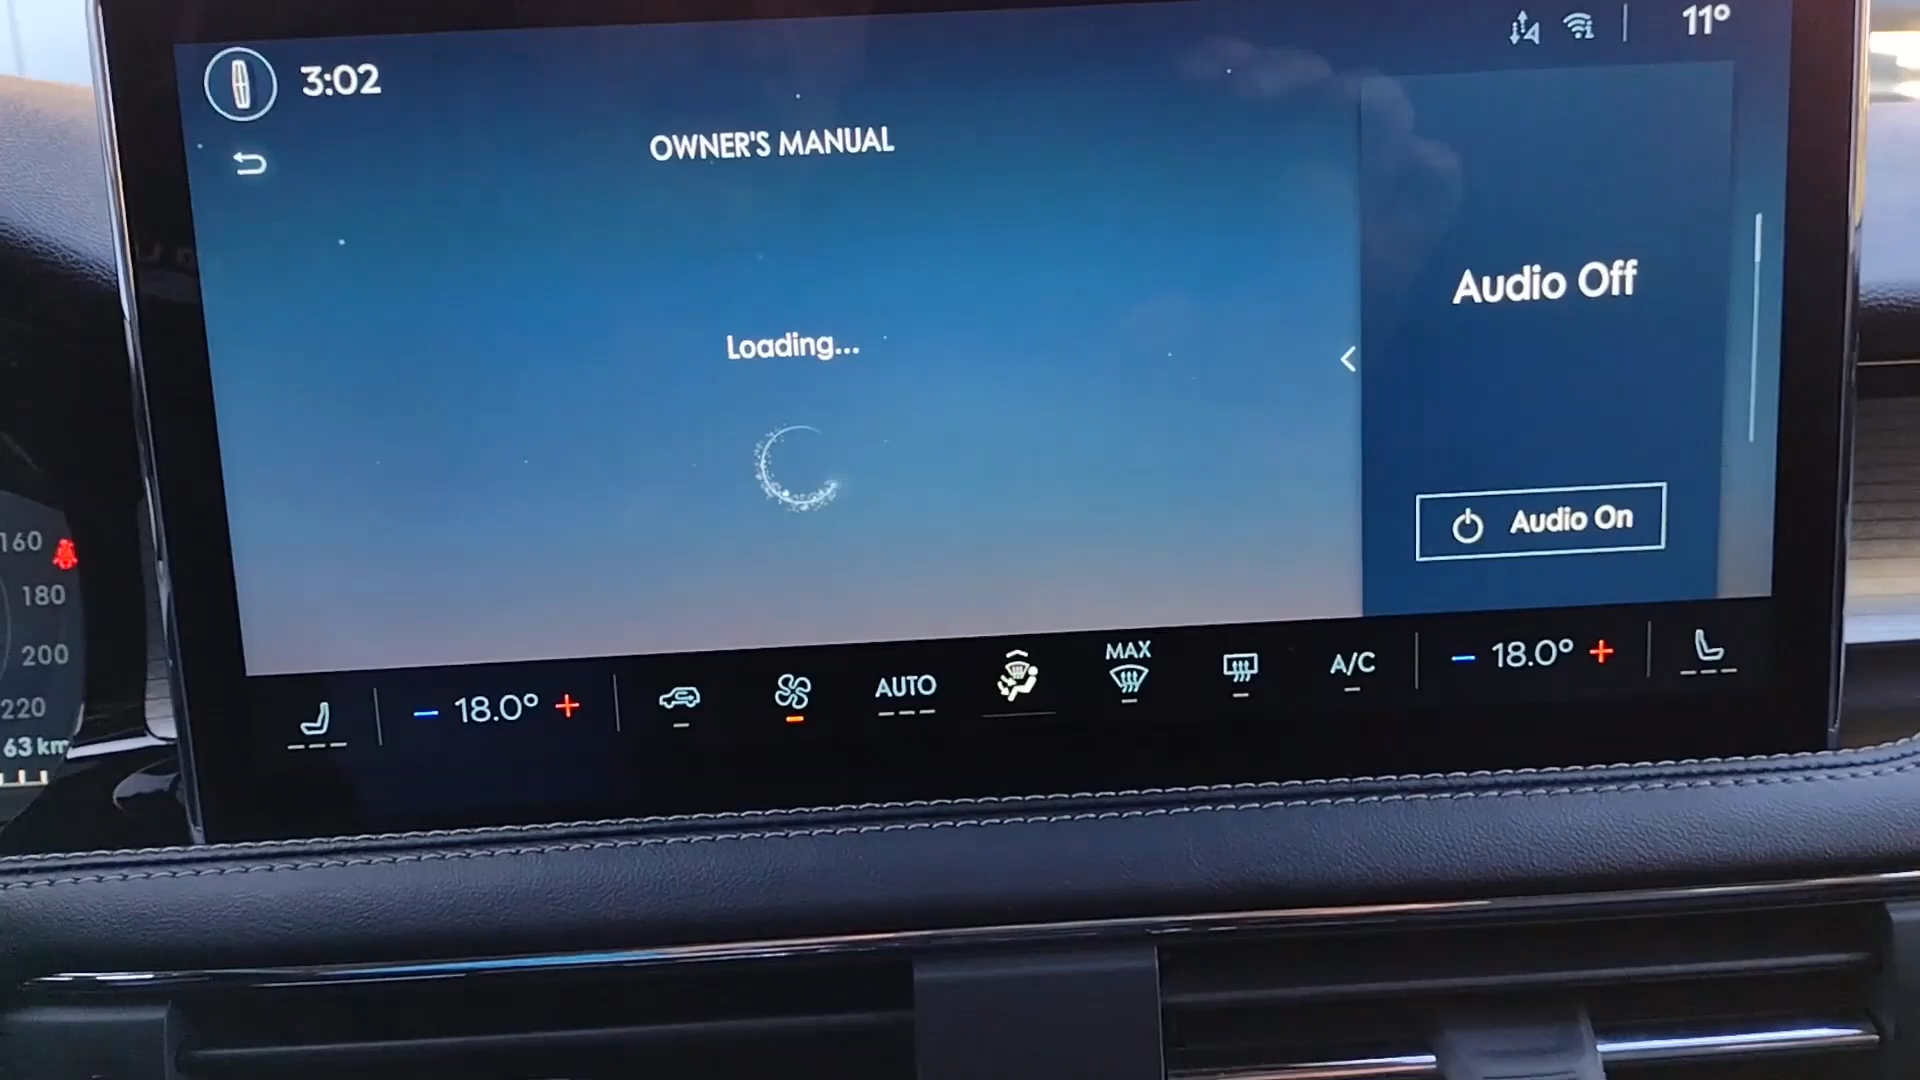 3:02
11°
OWNER'S MANUAL
Loading...
Audio Off
Audio On
160
180
200
220
63 km
18.0°
AUTO
MAX
A/C
18.0°